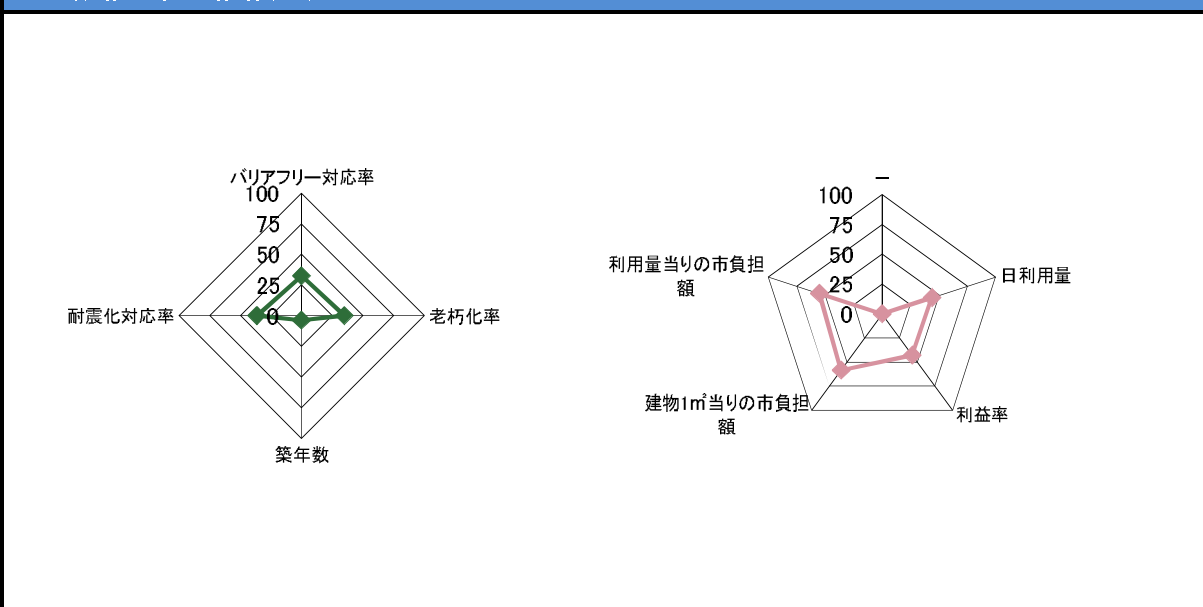 バリアフリー対応率
100
75
50
25
0
耐震化対応率
老朽化率
築年数
－
100
75
50
25
0
利用量当りの市負担
額
日利用量
建物1㎡当りの市負担
額
利益率